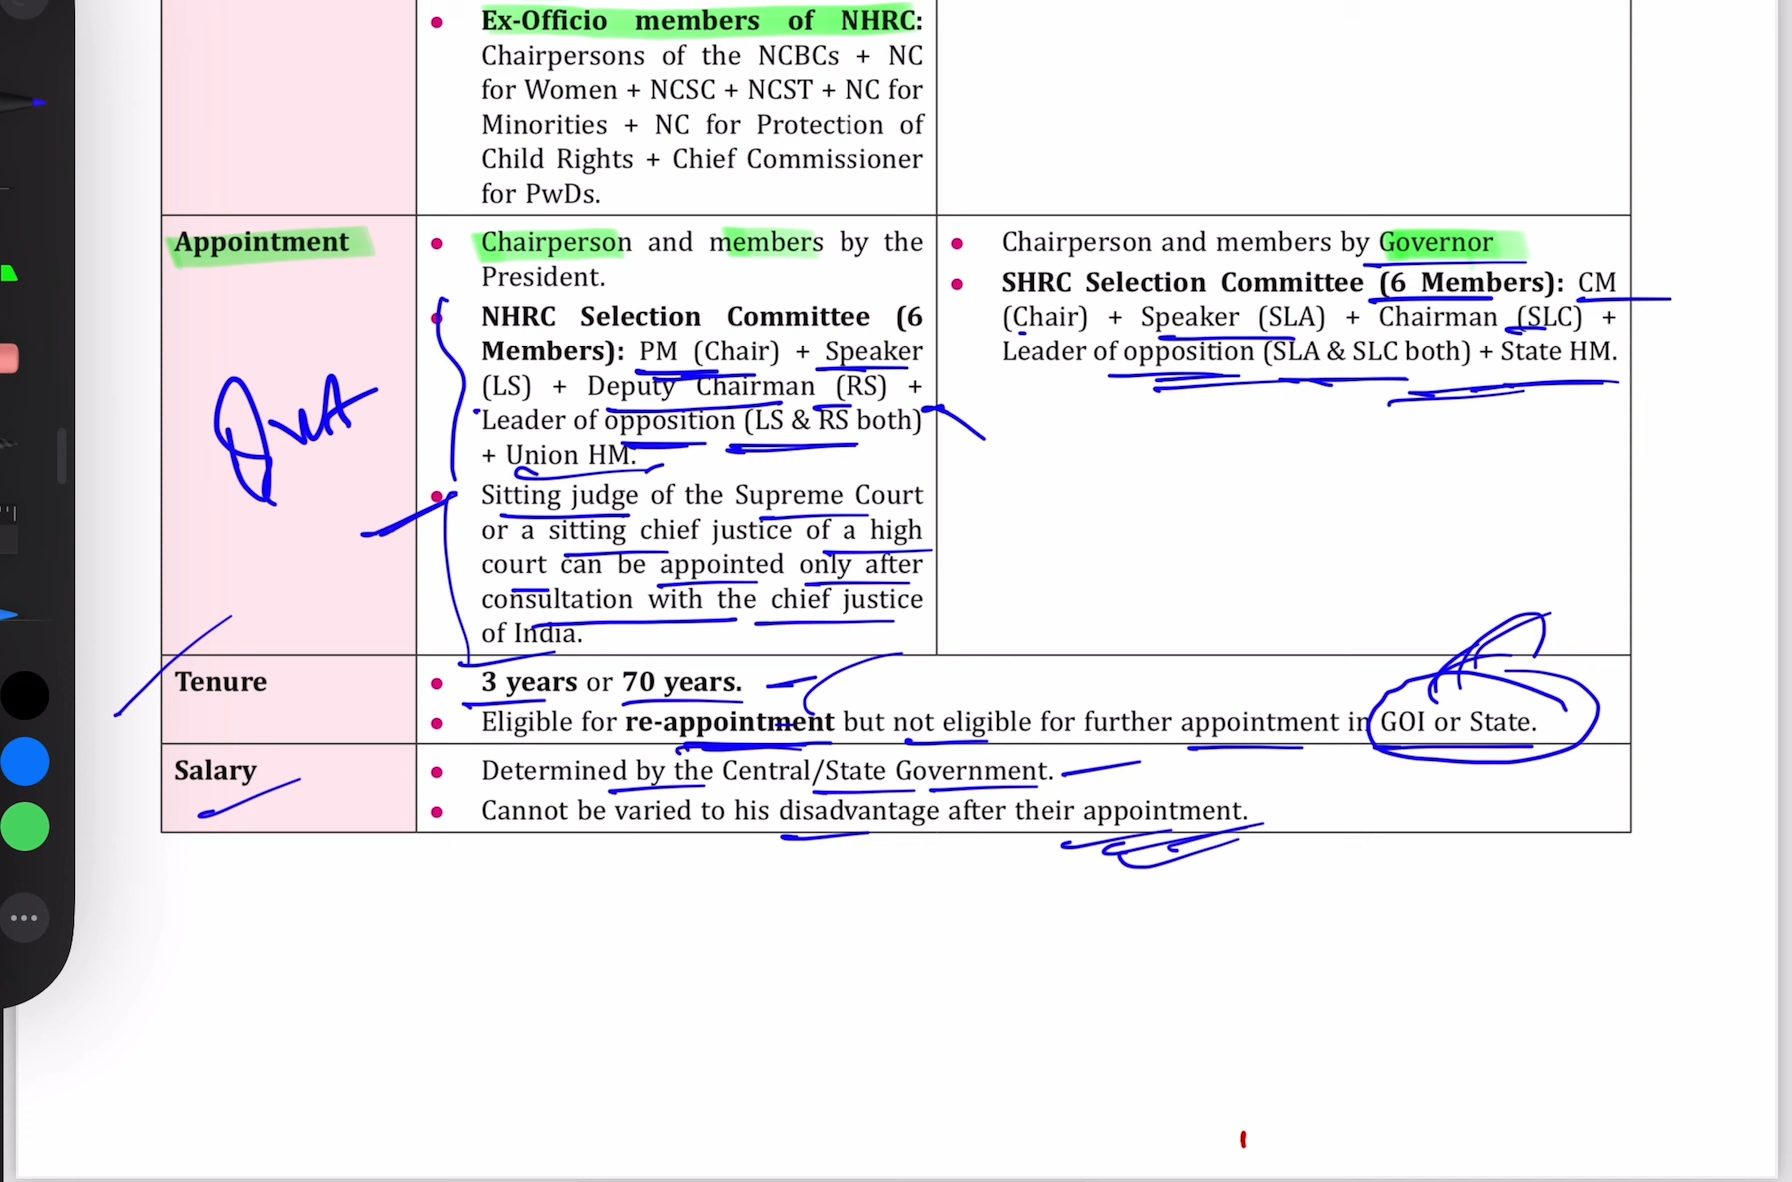 Ex-Officio members of NHRC:
Chairpersons of the NCBCs + NC
for Women + NCSC + NCST + NC for
Minorities + NC for Protection of
Child Rights + Chief Commissioner
for PwDs.
Appointment
Chairperson and members by the
President.
NHRC Selection Committee (6
Members): PM (Chair) + Speaker
(LS) + Deputy Chairman (RS) +
Leader of opposition (LS & RS both)
+ Union HM.
Sitting judge of the Supreme Court
or a sitting chief justice of a high
court can be appointed only after
consultation with the chief justice
of India.
Chairperson and members by Governor
SHRC Selection Committee (6 Members): CM
(Chair) + Speaker (SLA) + Chairman (SLC) +
Leader of opposition (SLA & SLC both) + State HM.
Tenure
3 years or 70 years.
Eligible for re-appointment but not eligible for further appointment in GOI or State.
Salary
Determined by the Central/State Government.
Cannot be varied to his disadvantage after their appointment.